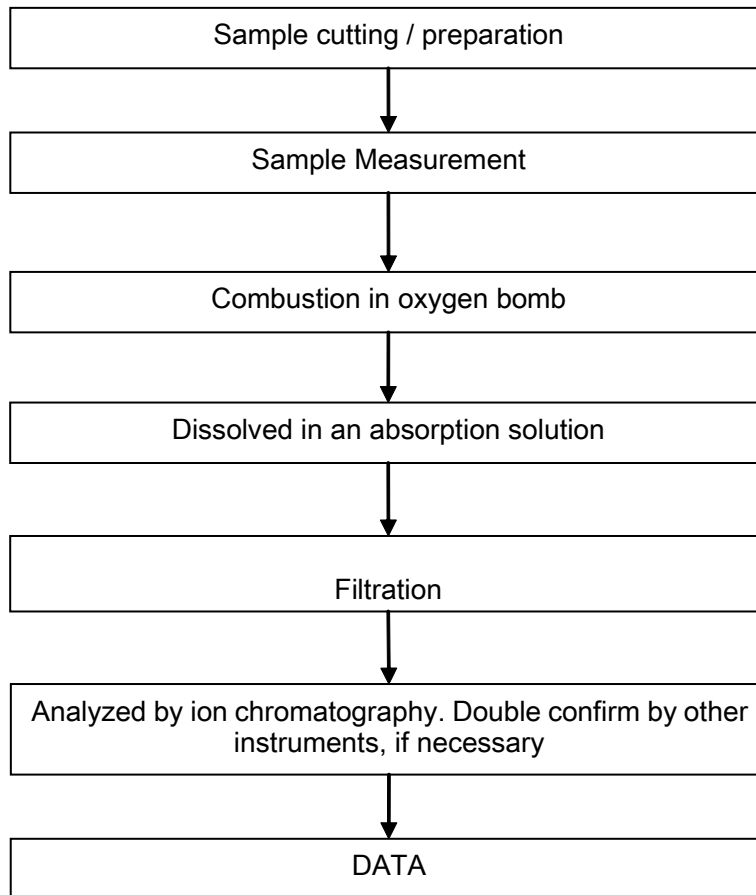 Sample cutting / preparation
Sample Measurement
Combustion in oxygen bomb
Dissolved in an absorption solution
Filtration
Analyzed by ion chromatography. Double confirm by other
instruments, if necessary
DATA